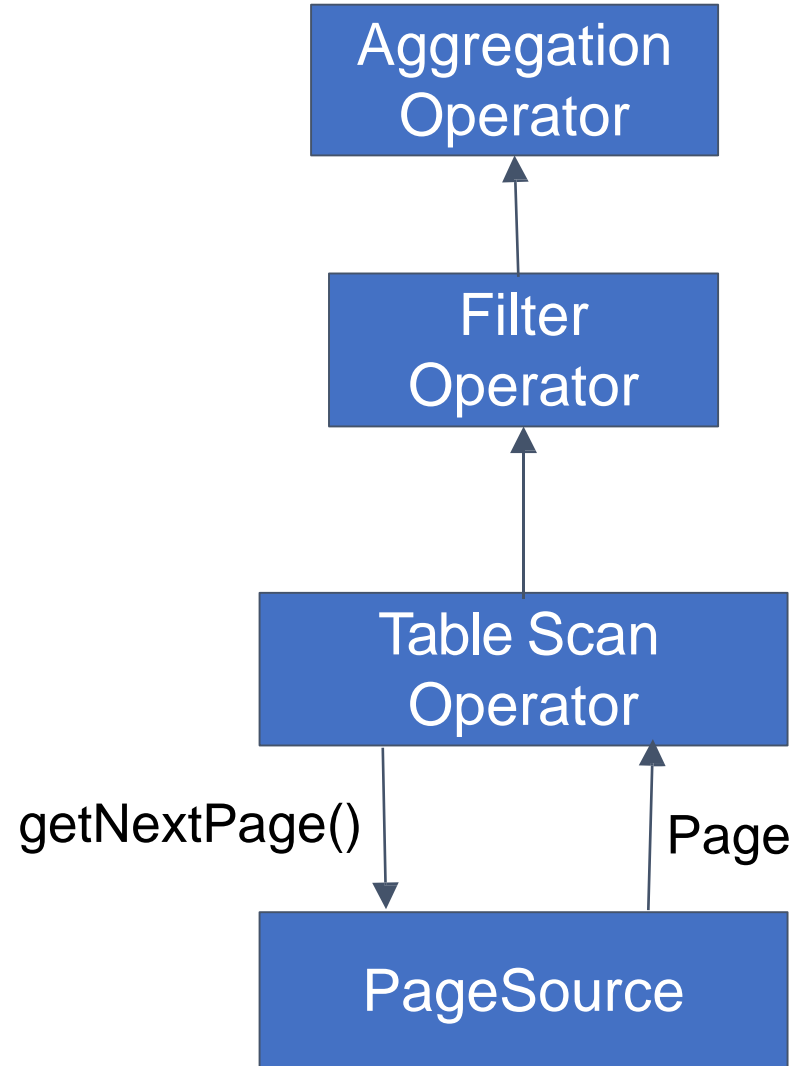 Aggregation
Operator
Filter
Operator
Table Scan
Operator
getNextPage()
Page
PageSource